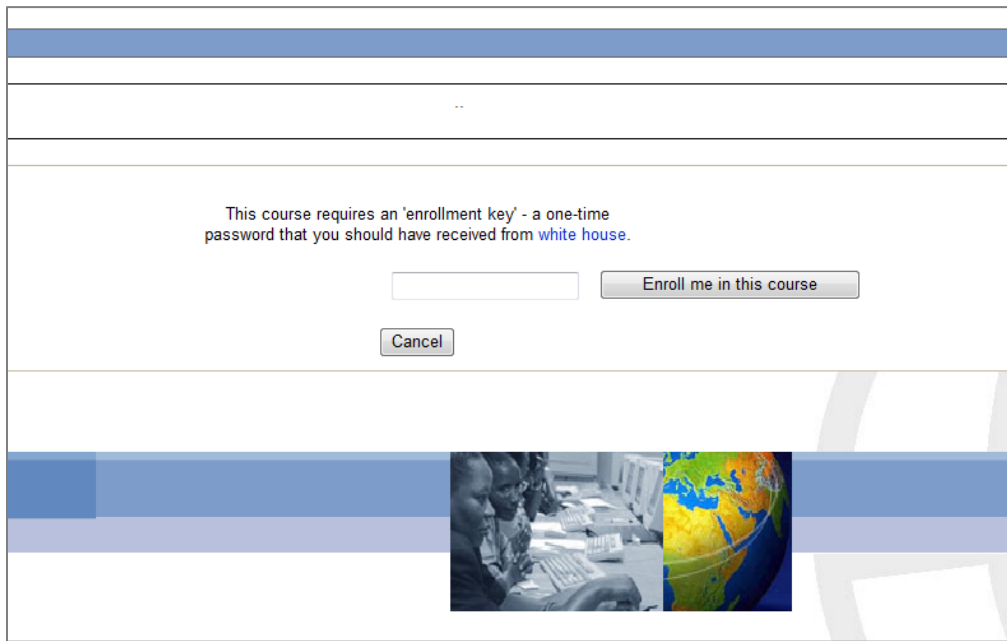 --
This course requires an 'enrollment key' - a one-time
password that you should have received from white house.
Enroll me in this course
Cancel